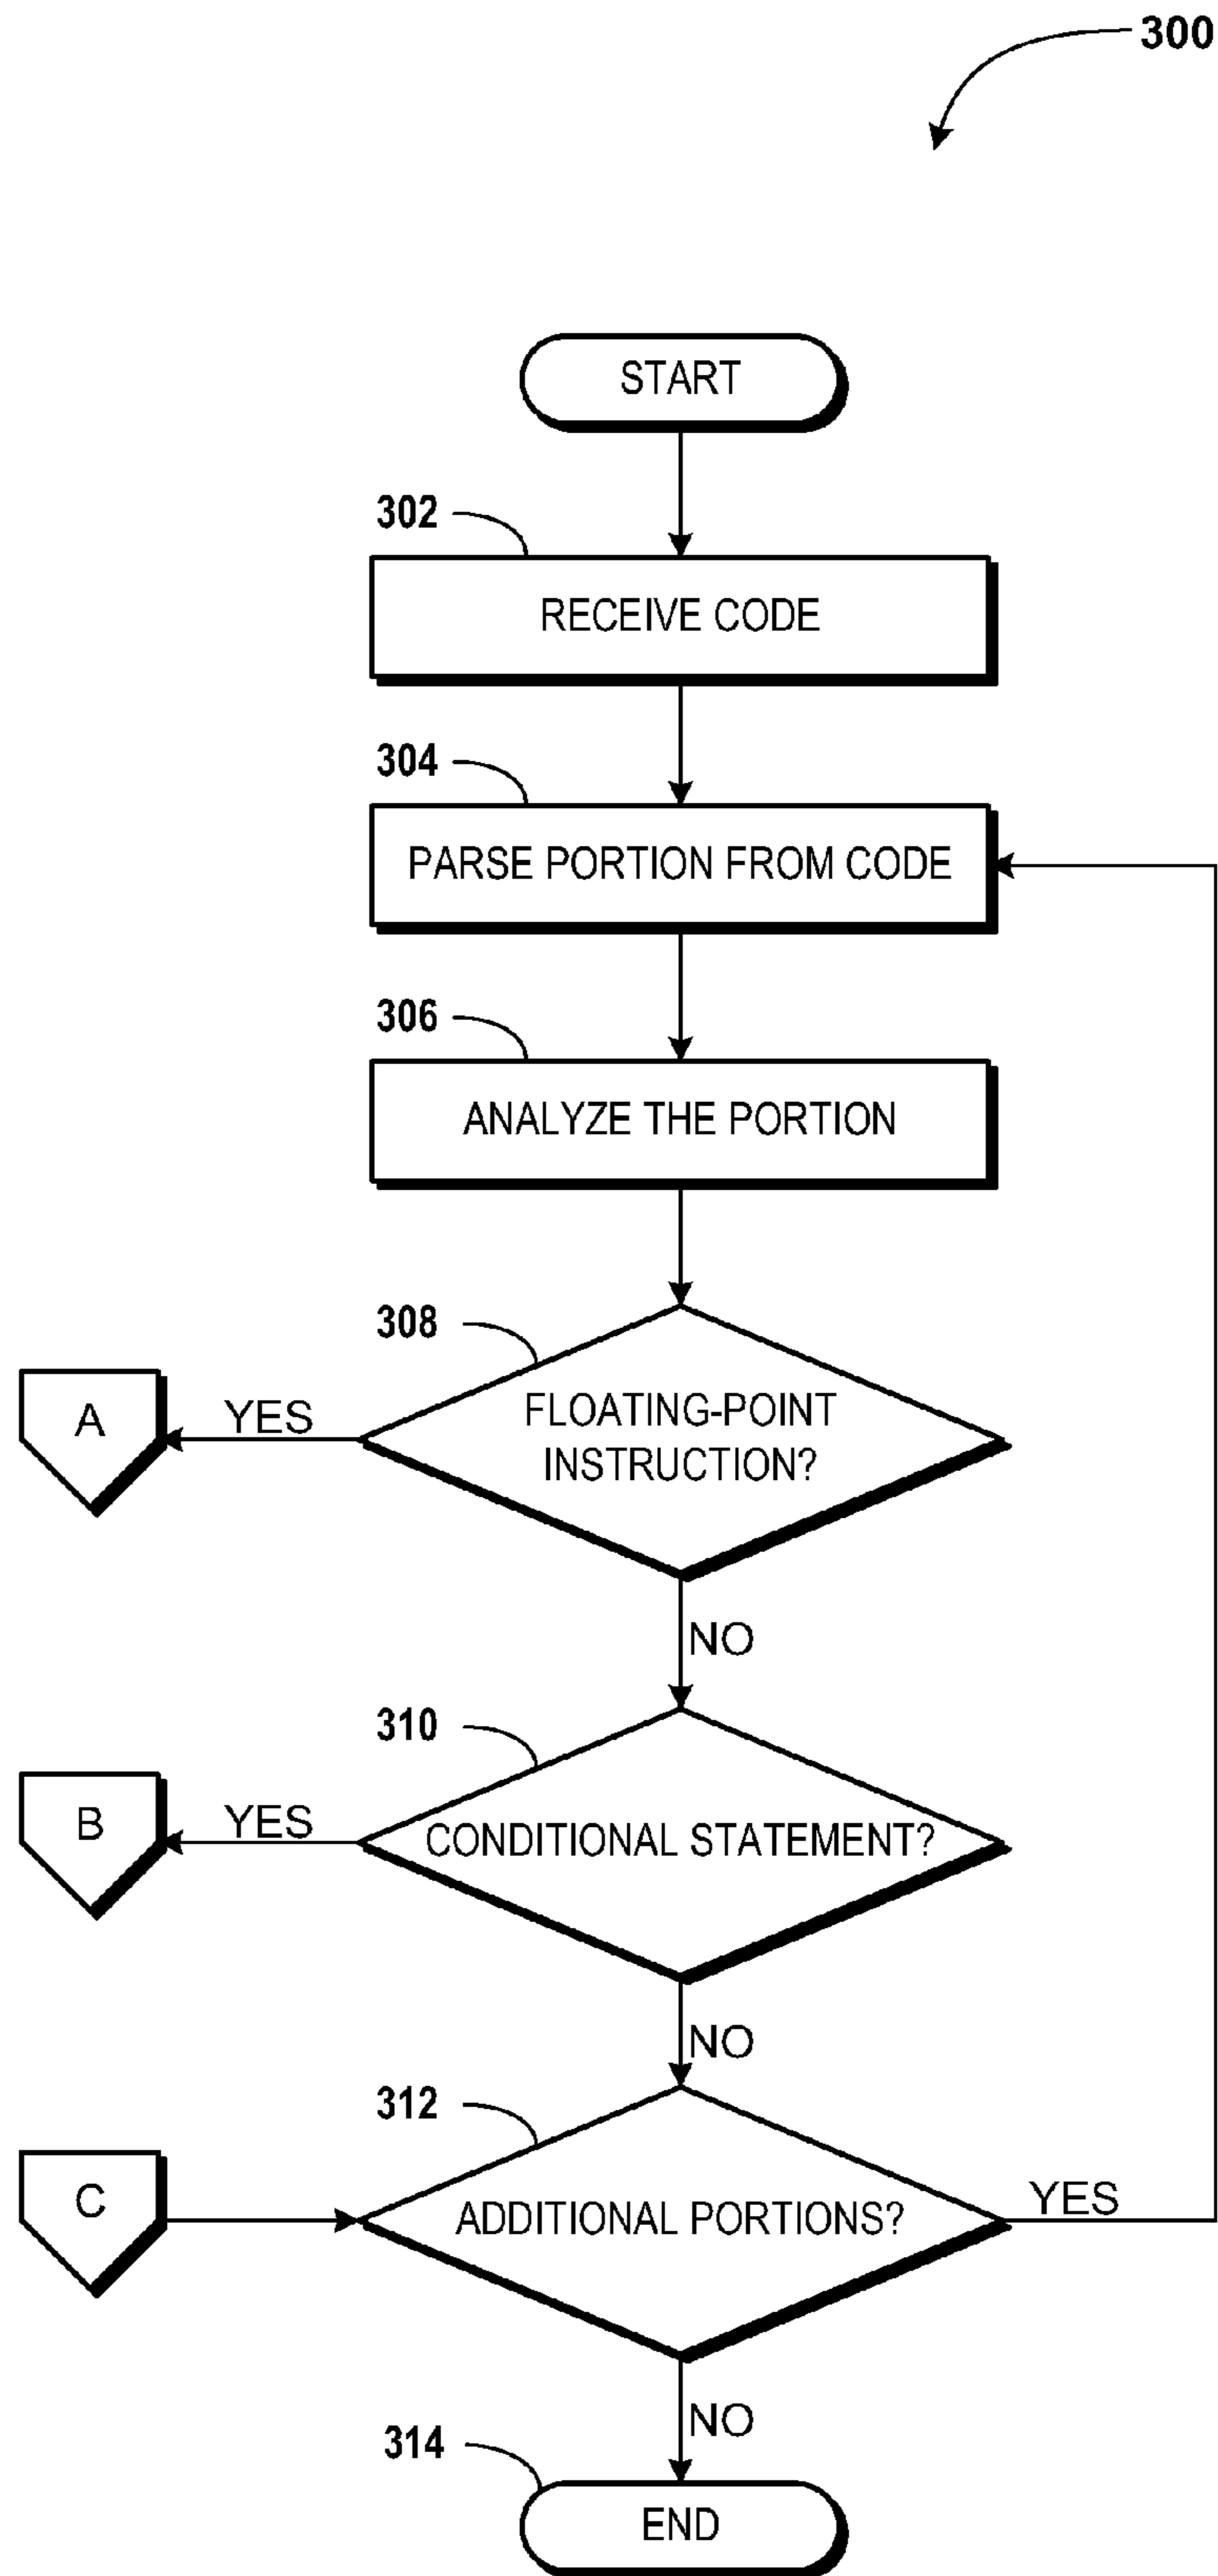 300
START
302
RECEIVE CODE
304
PARSE PORTION FROM CODE
306
ANALYZE THE PORTION
308
FLOATING-POINT
INSTRUCTION?
YES
A
NO
310
CONDITIONAL STATEMENT?
YES
B
NO
312
C
ADDITIONAL PORTIONS?
YES
NO
314
END